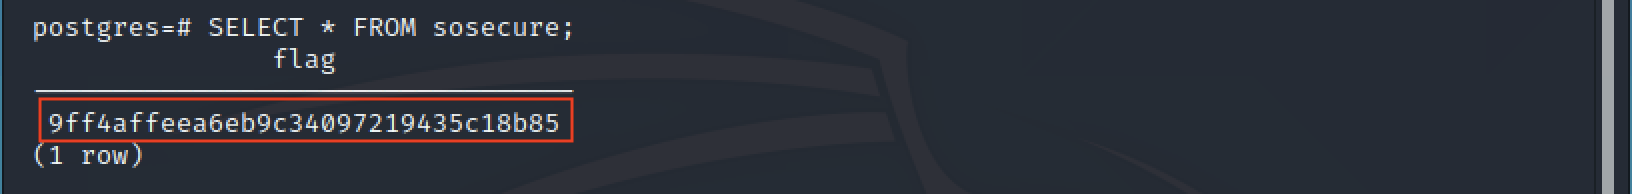 postgres=# SELECT * FROM sosecure;
flag
9ff4affeea6eb9c34097219435c18b85
(1 row)